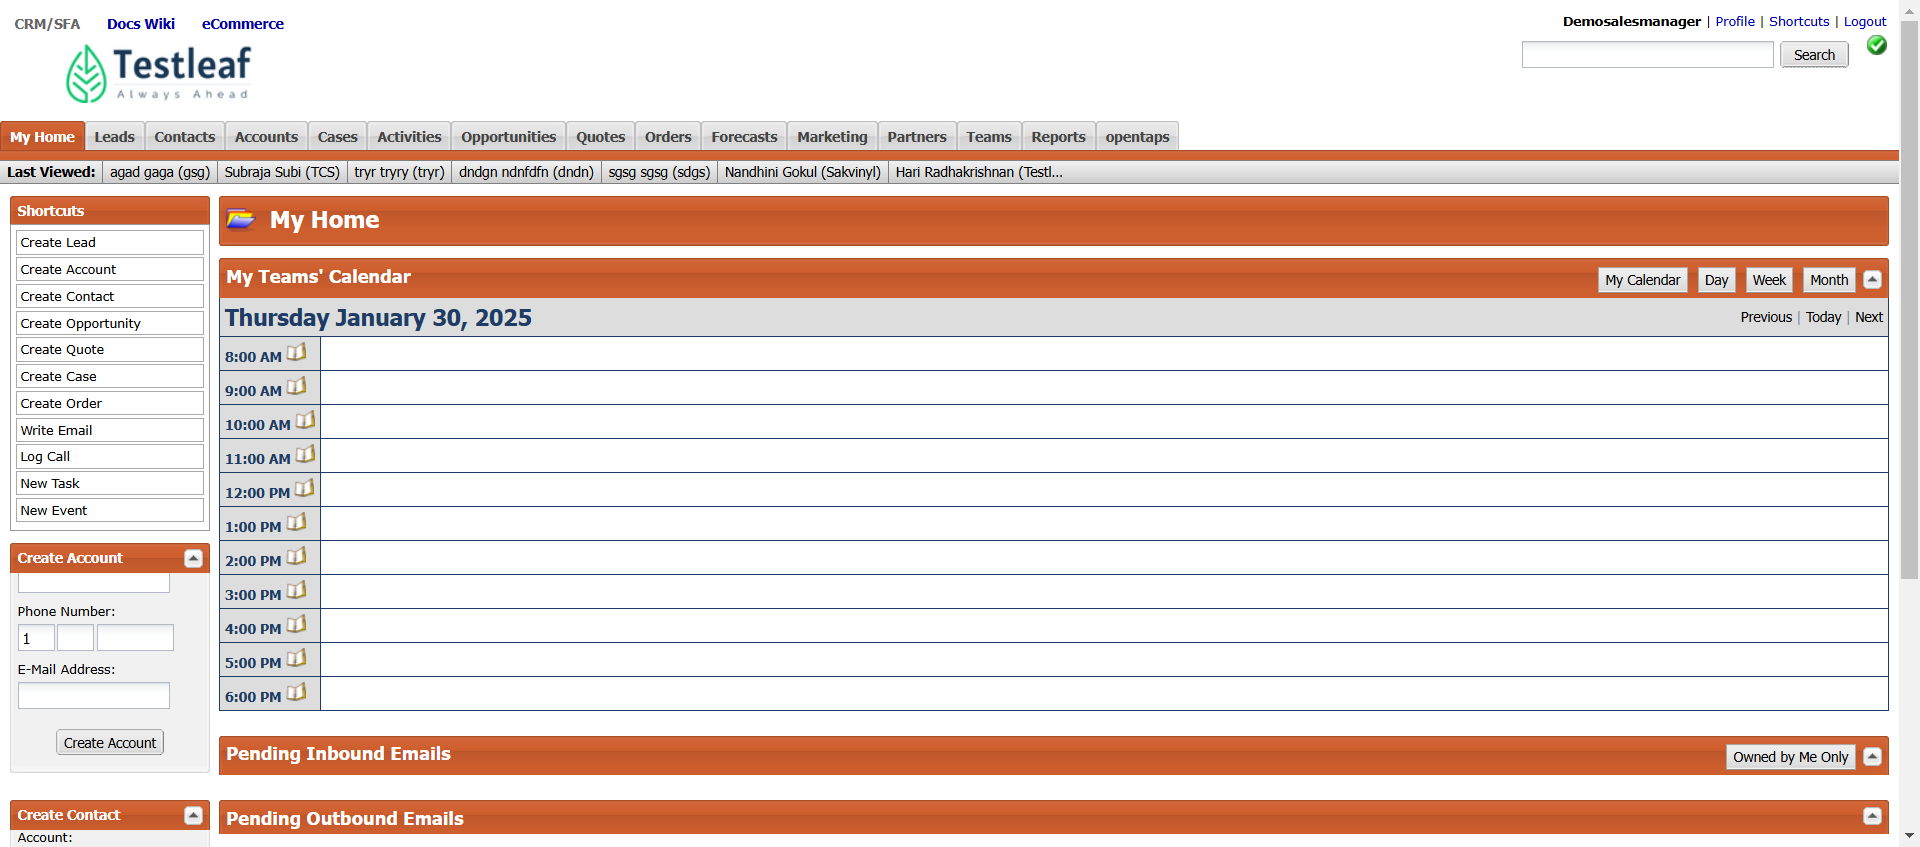 CRM/SFA Docs Wiki eCommerce
Demosalesmanager | Profile | Shortcuts | Logout
Search
Testleaf
Always Ahead
My Home Leads Contacts Accounts Cases Activities Opportunities Quotes Orders Forecasts Marketing Partners Teams Reports opentaps
Last Viewed: agad gaga (gsg) Subraja Subi (TCS) tryr tryry (tryr) dndgn ndnfdfn (dndn) sgsg sgsg (sdgs) Nandhini Gokul (Sakvinyl) Hari Radhakrishnan (Testl...
Shortcuts
Create Lead
Create Account
Create Contact
Create Opportunity
Create Quote
Create Case
Create Order
Write Email
Log Call
New Task
New Event
Create Account
Phone Number:
1
E-Mail Address:
Create Account
Create Contact
Account:
My Home
My Teams' Calendar
My Calendar Day Week Month
Thursday January 30, 2025
Previous | Today | Next
8:00 AM
9:00 AM
10:00 AM
11:00 AM
12:00 PM
1:00 PM
2:00 PM
3:00 PM
4:00 PM
5:00 PM
6:00 PM
Pending Inbound Emails
Owned by Me Only
Pending Outbound Emails